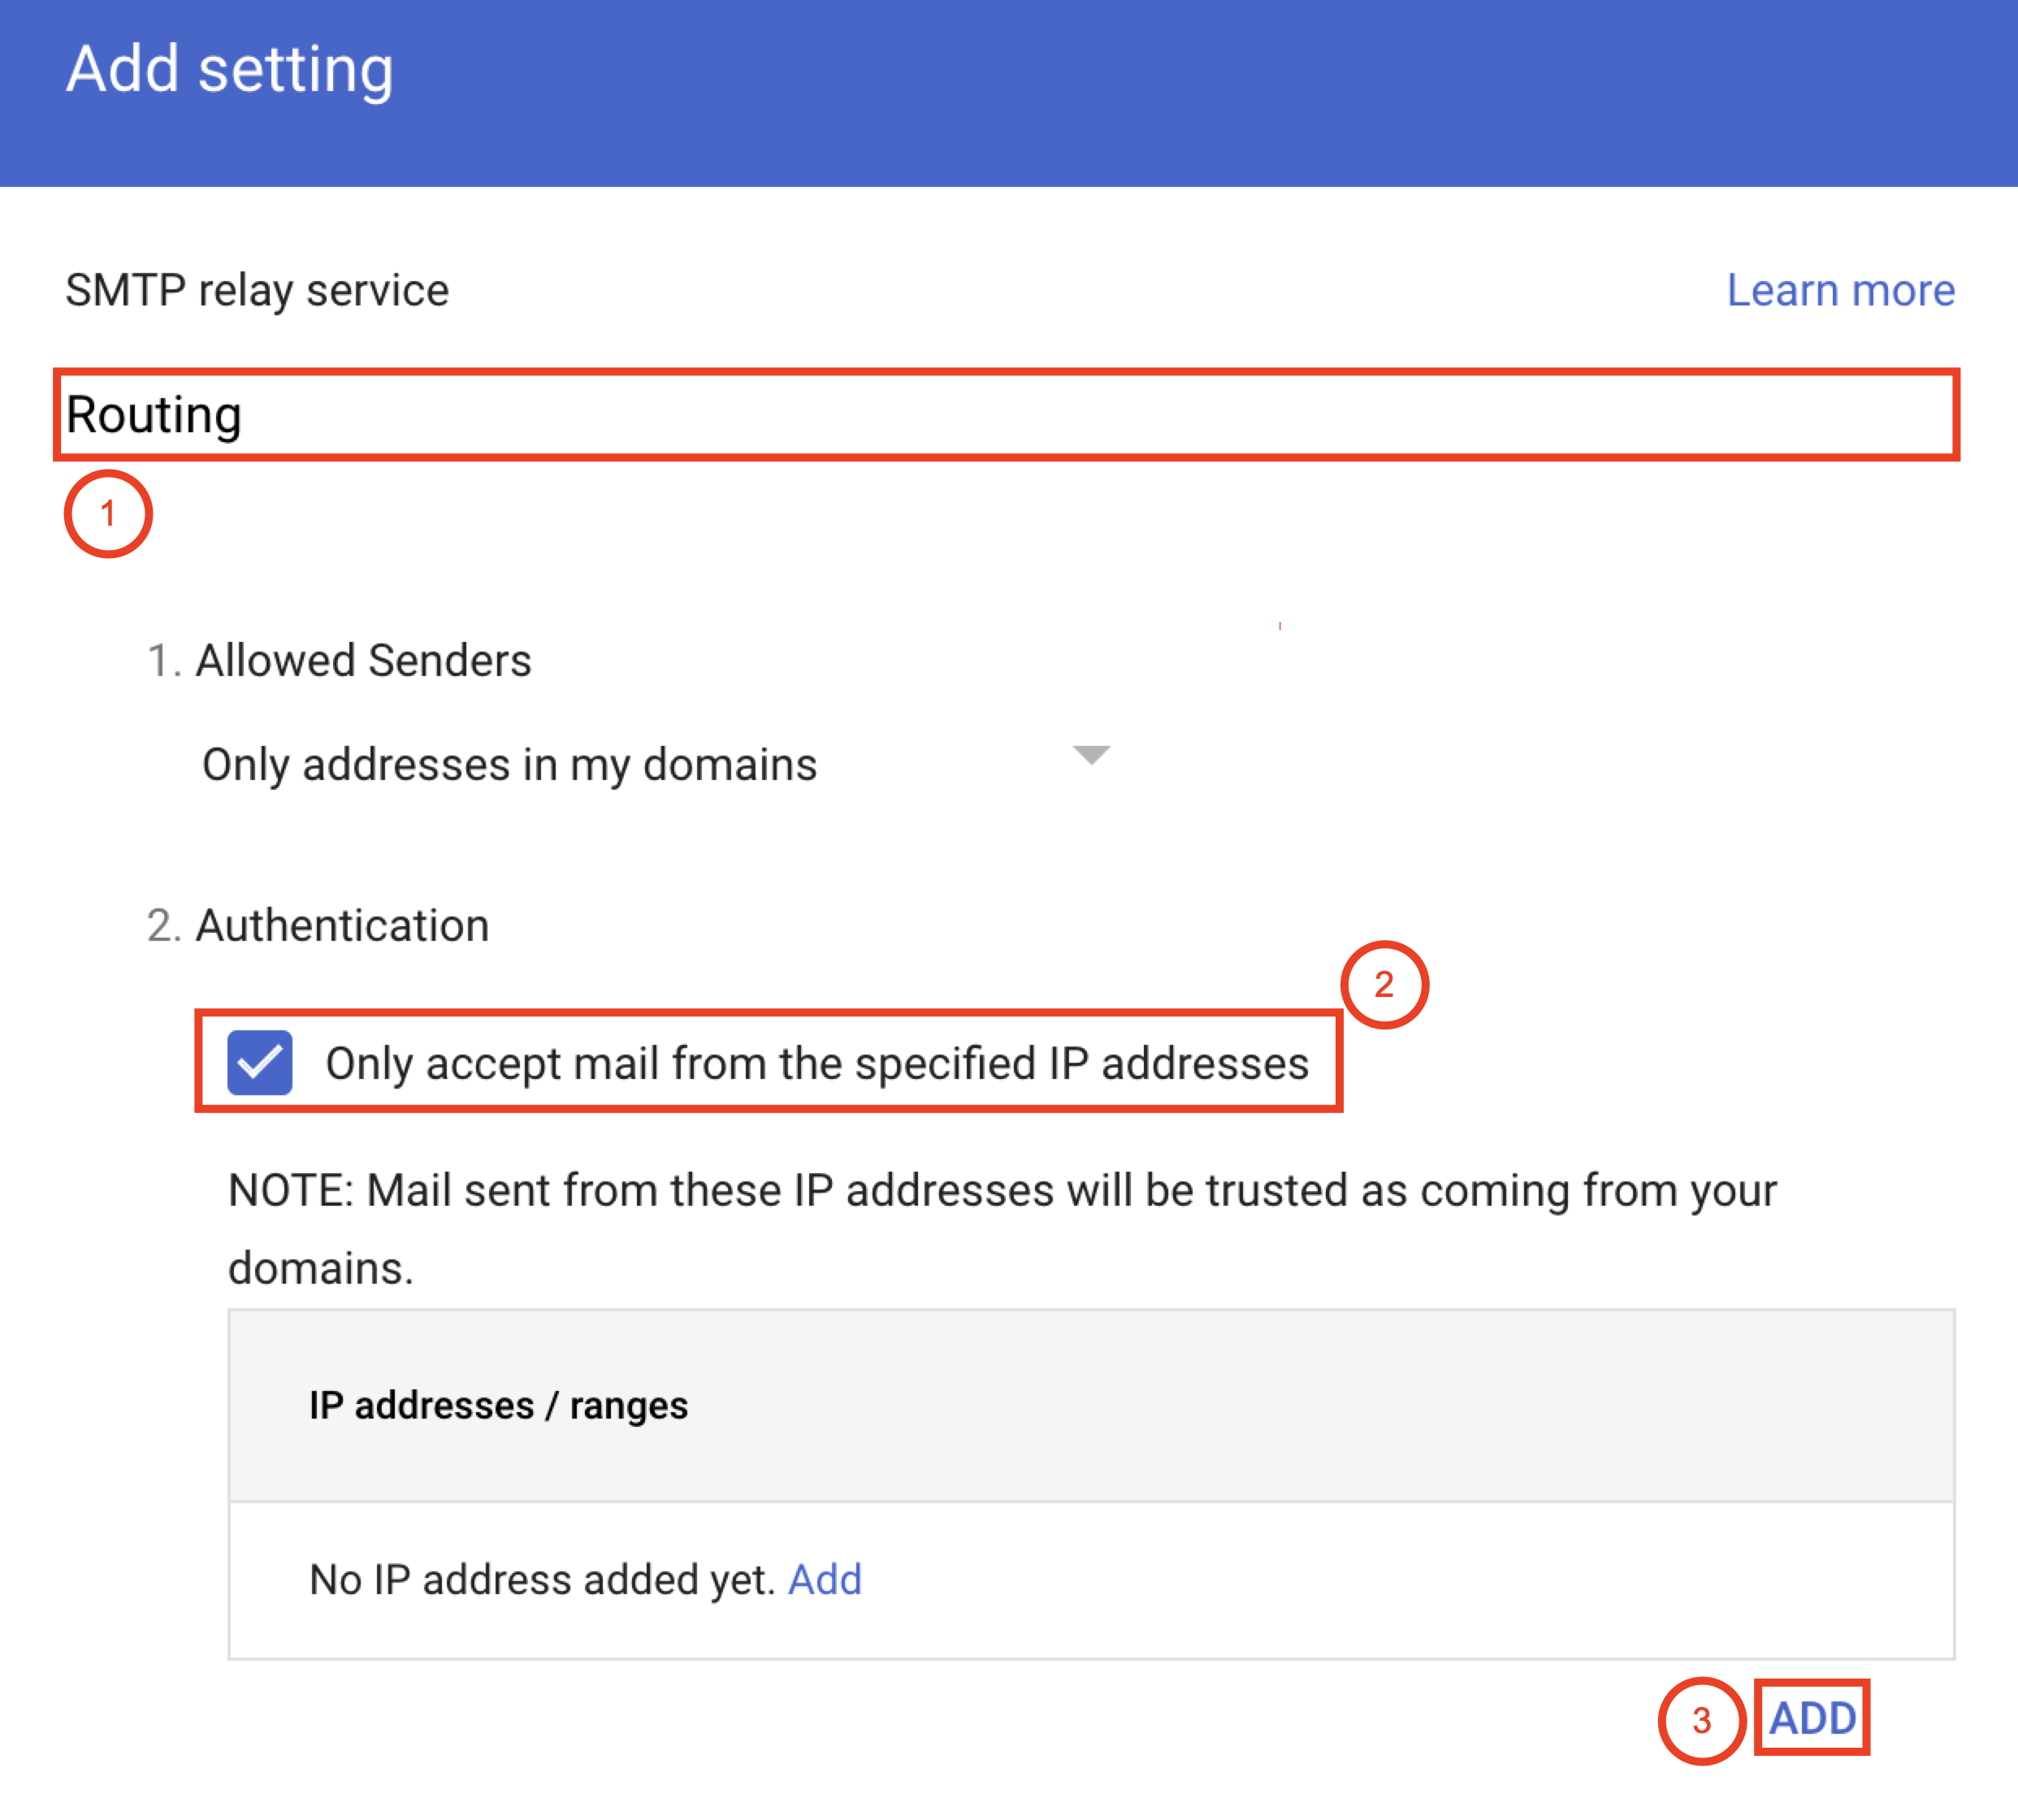 Add setting
SMTP relay service
Learn more
Routing
1
1. Allowed Senders
Only addresses in my domains
2. Authentication
2
Only accept mail from the specified IP addresses
NOTE: Mail sent from these IP addresses will be trusted as coming from your
domains.
IP addresses / ranges
No IP address added yet. Add
3
ADD